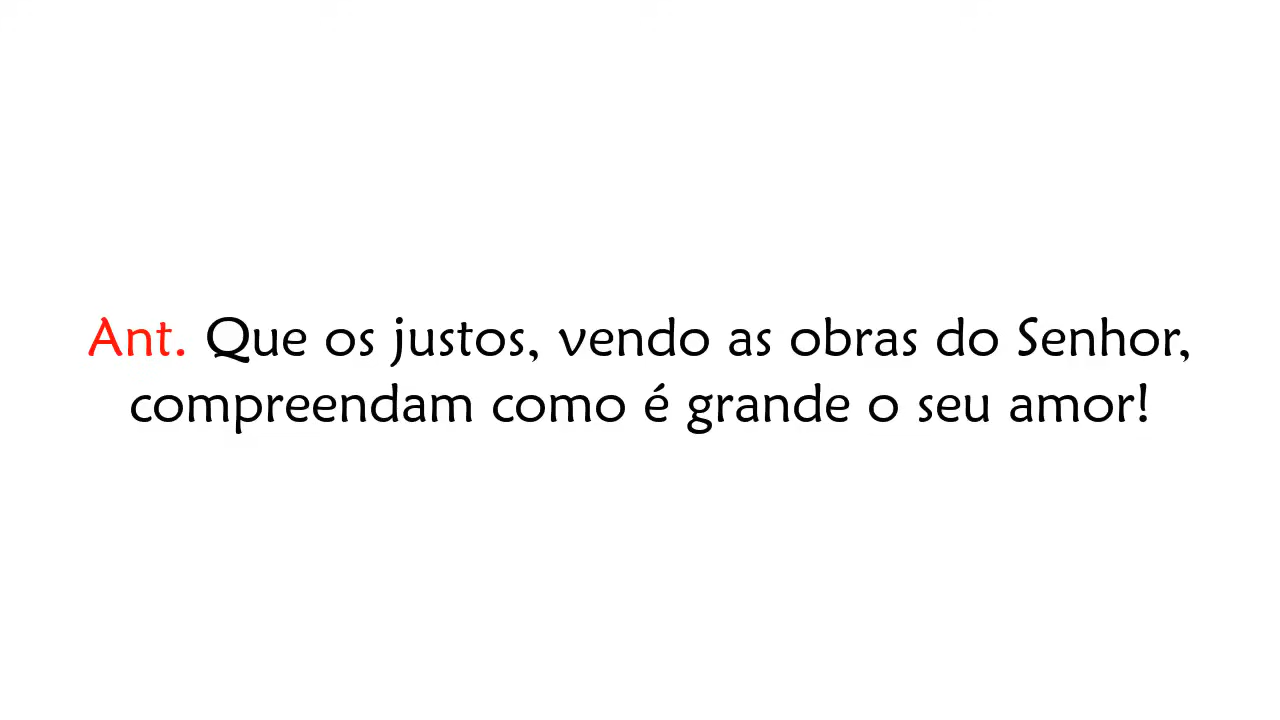 Ant. Que os justos, vendo as obras do Senhor,
compreendam como é grande o seu amor!